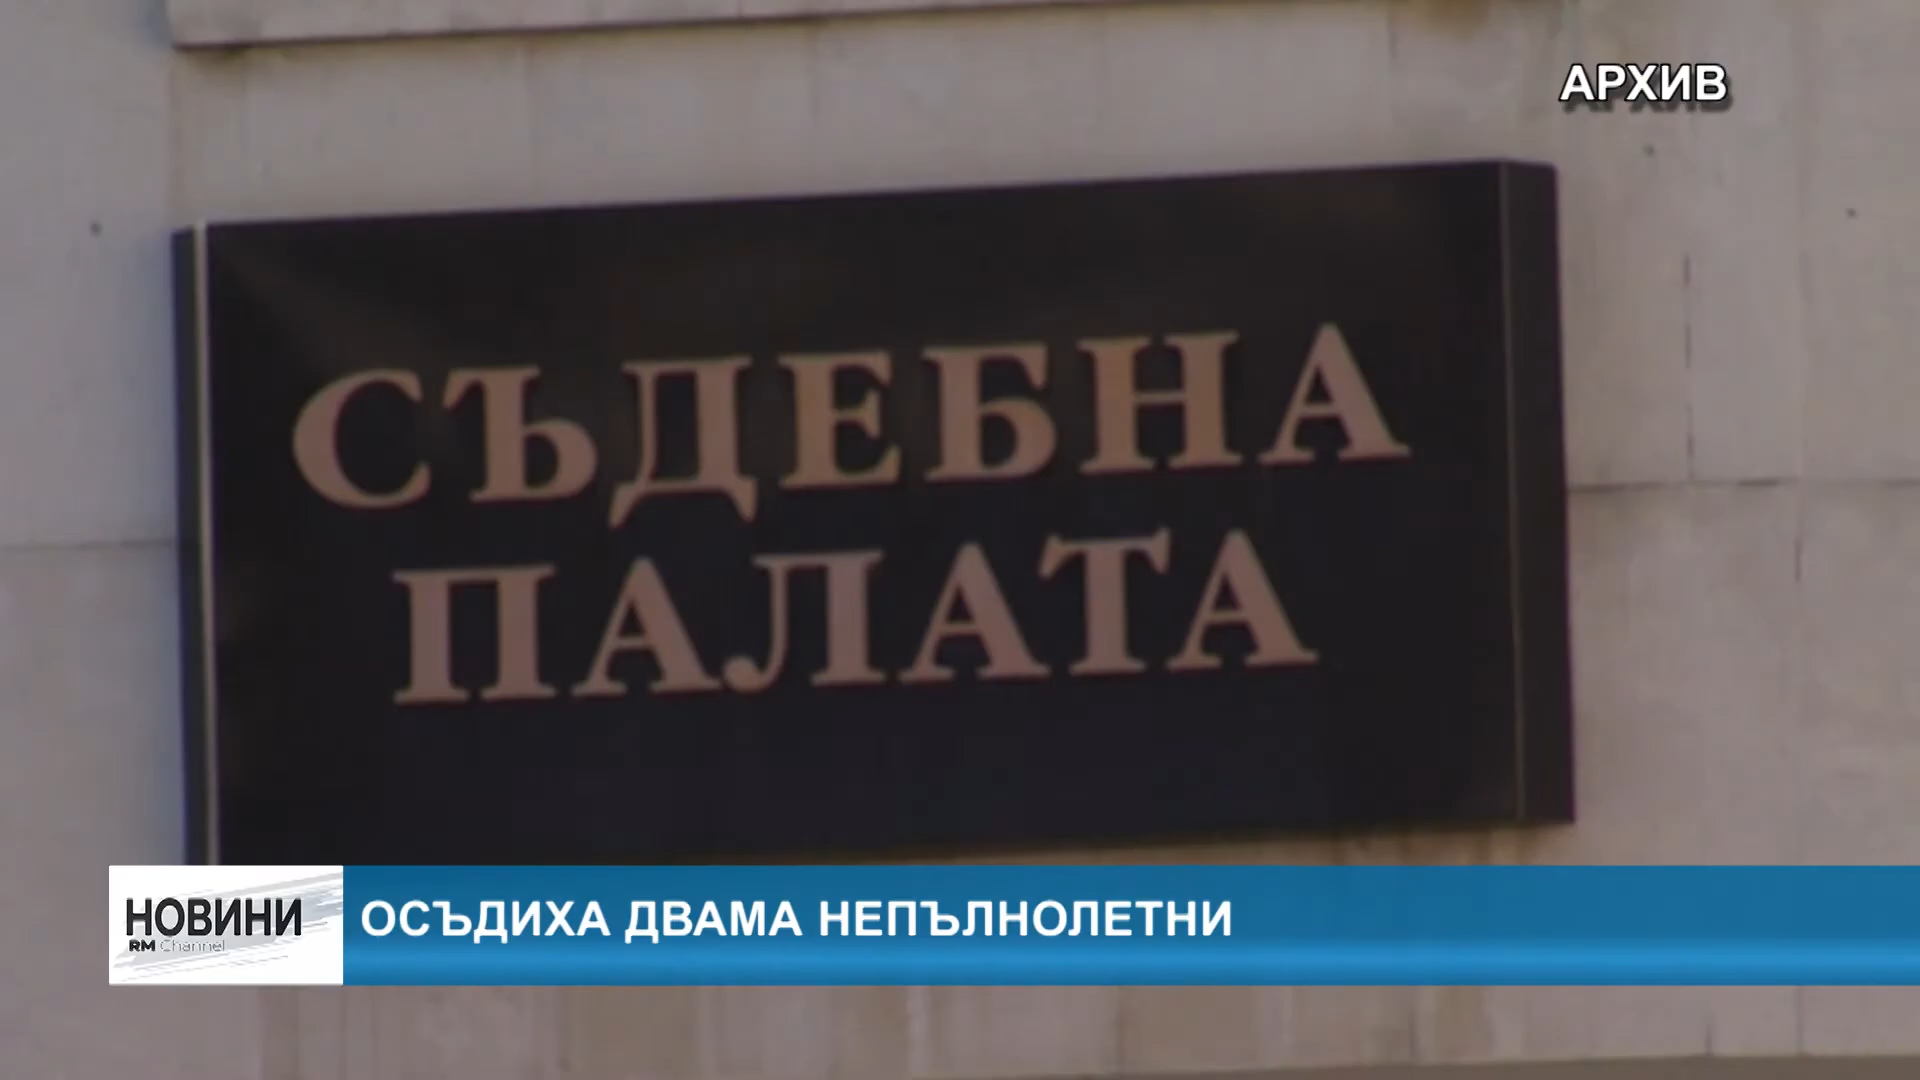 АРХИВ
СЪДЕБНА
ПАЛАТА
НОВИНИ
RM Channel
ОСЪДИХА ДВАМА НЕПЪЛНОЛЕТНИ